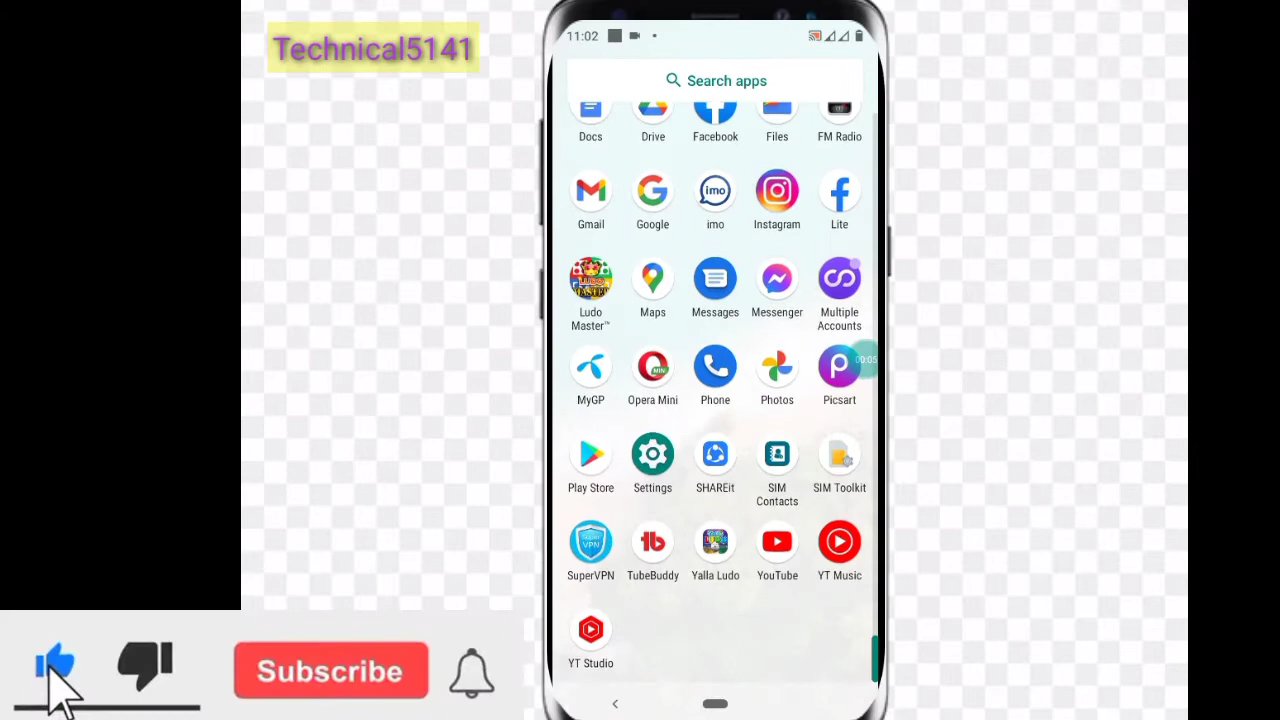 Technical5141
11:02
Search apps
Docs Drive Facebook Files FM Radio
Gmail Google imo Instagram Lite
Ludo Master™ Maps Messages Messenger Multiple Accounts
00:05
MyGP Opera Mini Phone Photos Picsart
Play Store Settings SHAREit SIM Contacts SIM Toolkit
SuperVPN TubeBuddy Yalla Ludo YouTube YT Music
YT Studio
Subscribe